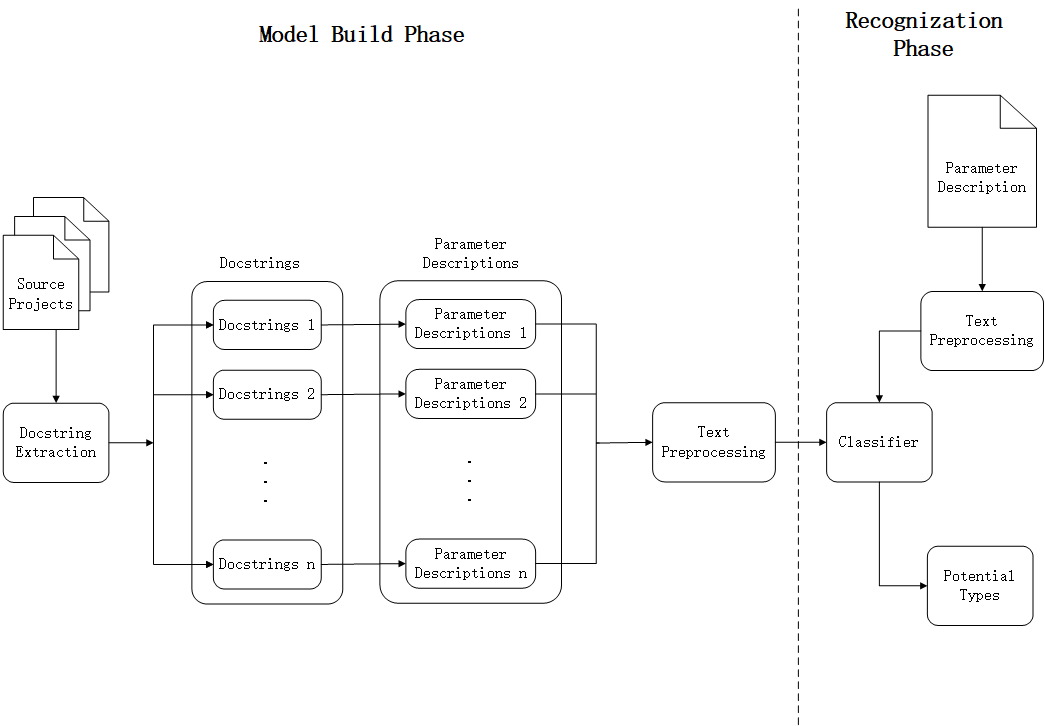 Model Build Phase
Recognization
Phase
Source
Projects
Docstring
Extraction
Docstrings
Docstrings 1
Docstrings 2
Docstrings n
Parameter
Descriptions
Parameter
Descriptions 1
Parameter
Descriptions 2
Parameter
Descriptions n
Text
Preprocessing
Parameter
Description
Text
Preprocessing
Classifier
Potential
Types